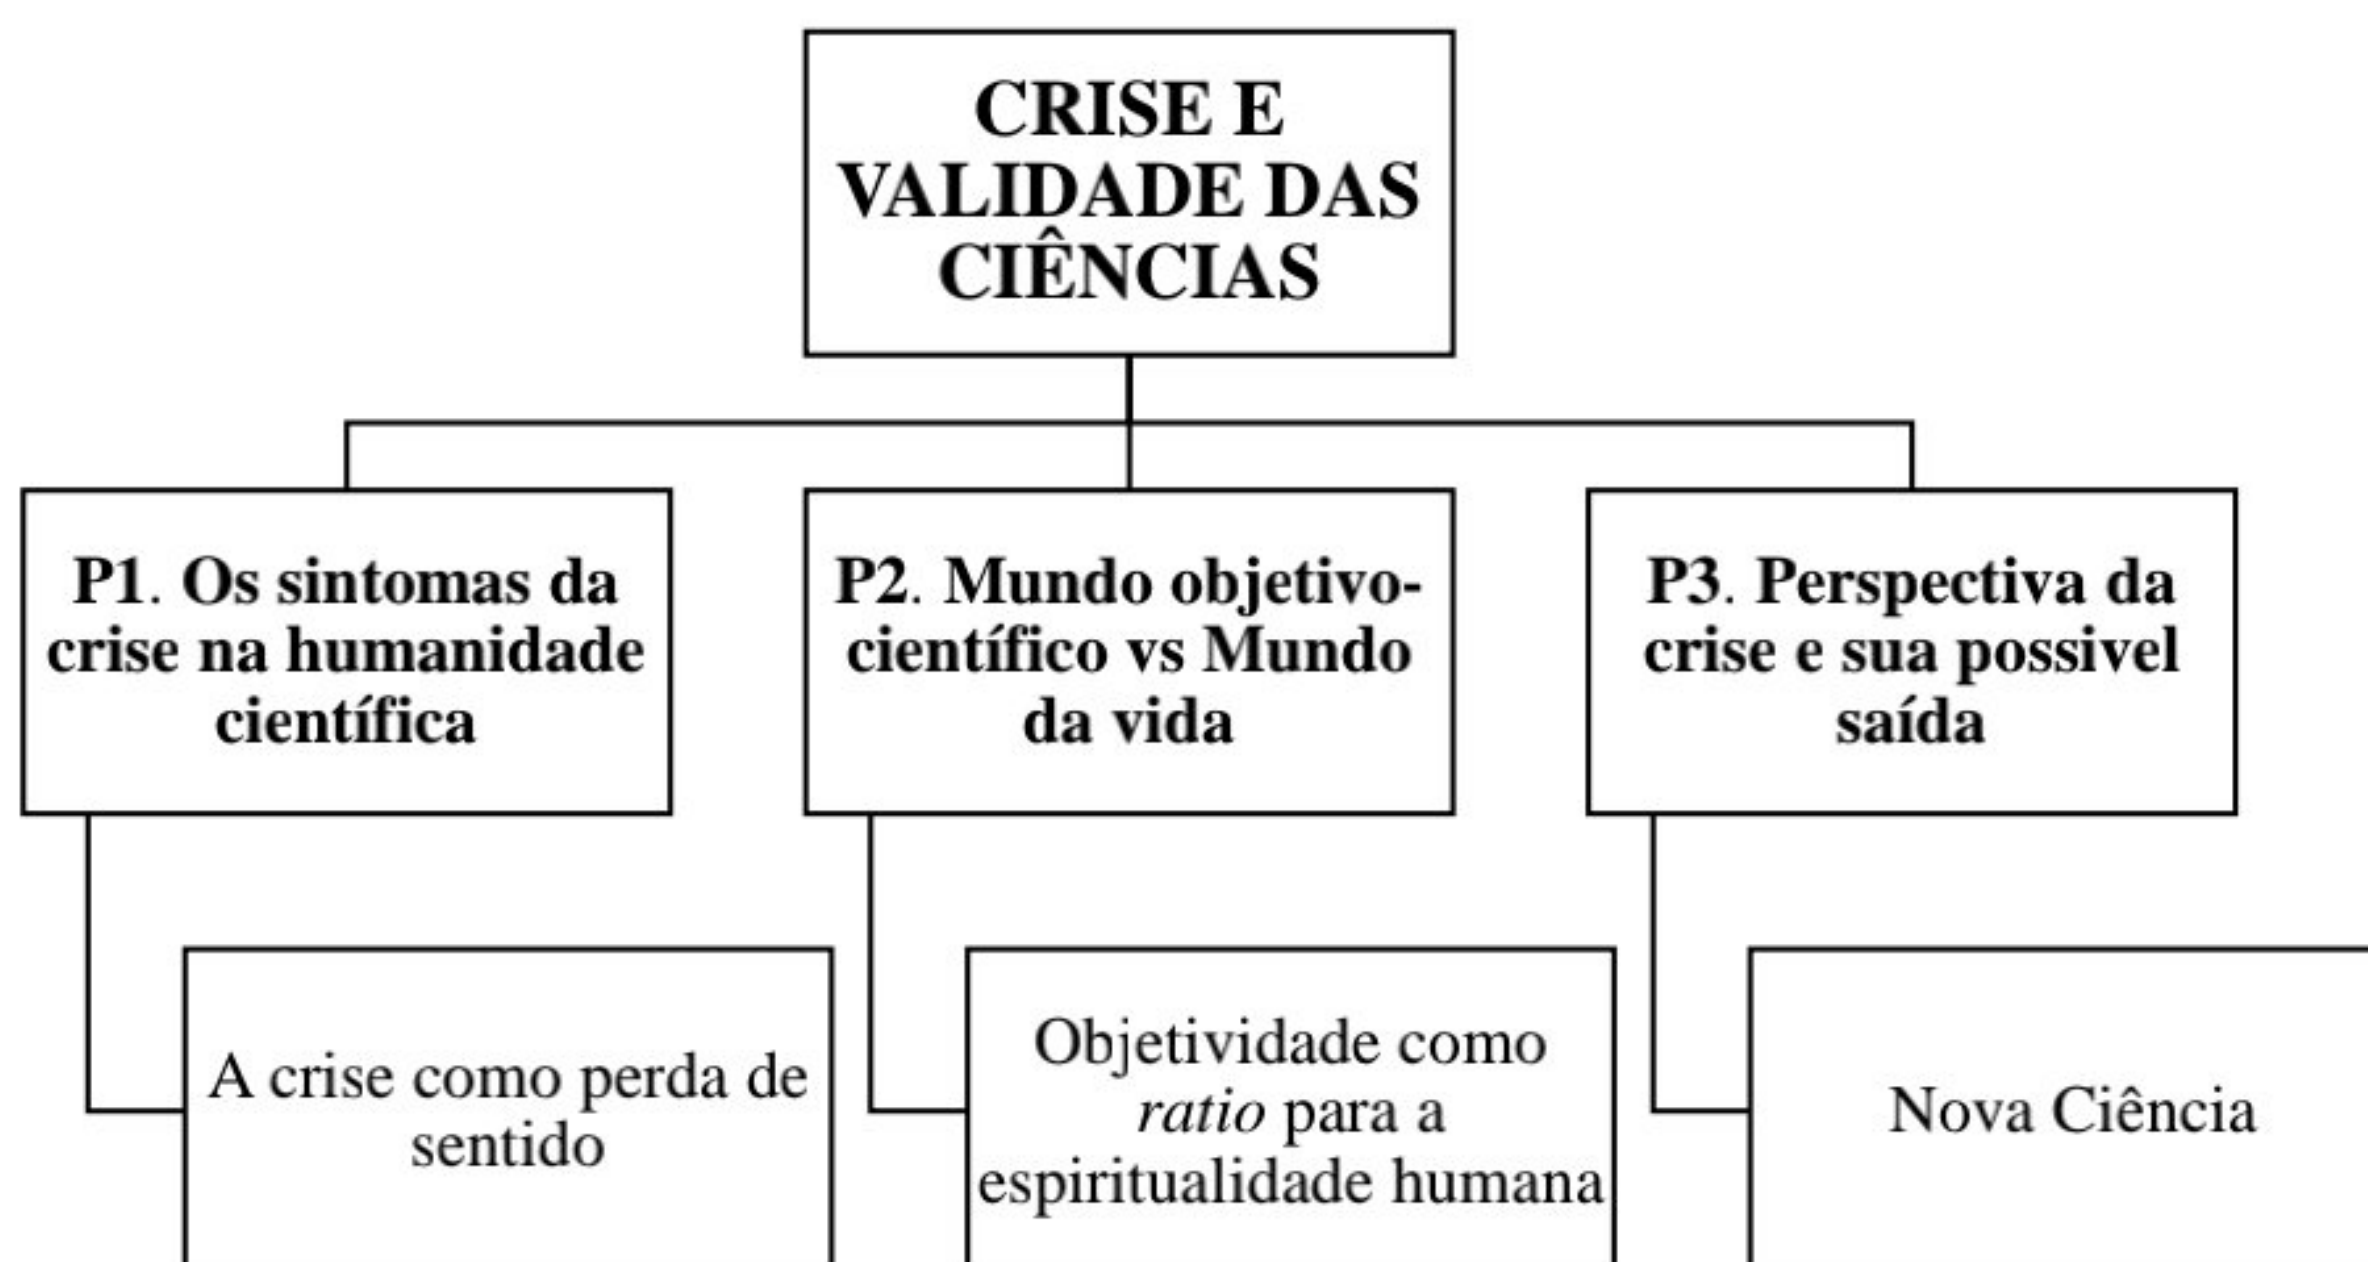 CRISE E
VALIDADE DAS
CIÊNCIAS
P1. Os sintomas da
crise na humanidade
científica
P2. Mundo objetivo-
científico vs Mundo
da vida
P3. Perspectiva da
crise e sua possivel
saída
A crise como perda de
sentido
Objetividade como
ratio para a
espiritualidade humana
Nova Ciência